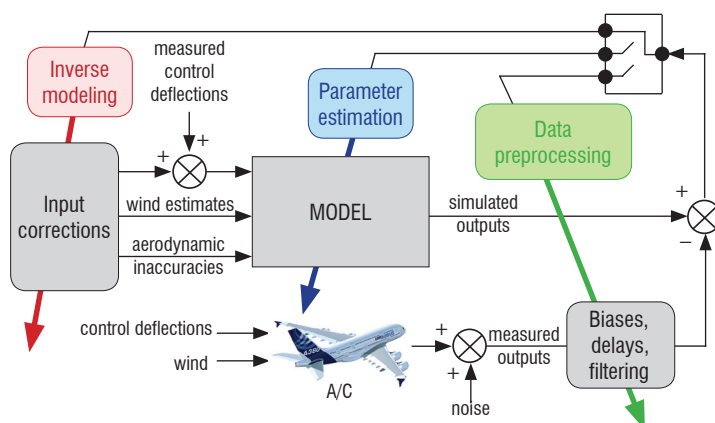 measured
control
deflections
Inverse
modeling
Parameter
estimation
Data
preprocessing
+
+
Input
corrections
wind estimates
aerodynamic
inaccuracies
MODEL
simulated
outputs
+
−
control deflections
wind
A380
A/C
+
+
noise
measured
outputs
Biases,
delays,
filtering